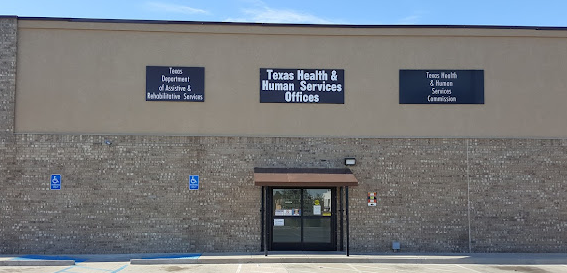 Texas
Department
of Assistive &
Rehabilitative Services
Texas Health &
Human Services
Offices
Texas Health
& Human
Services
Commission